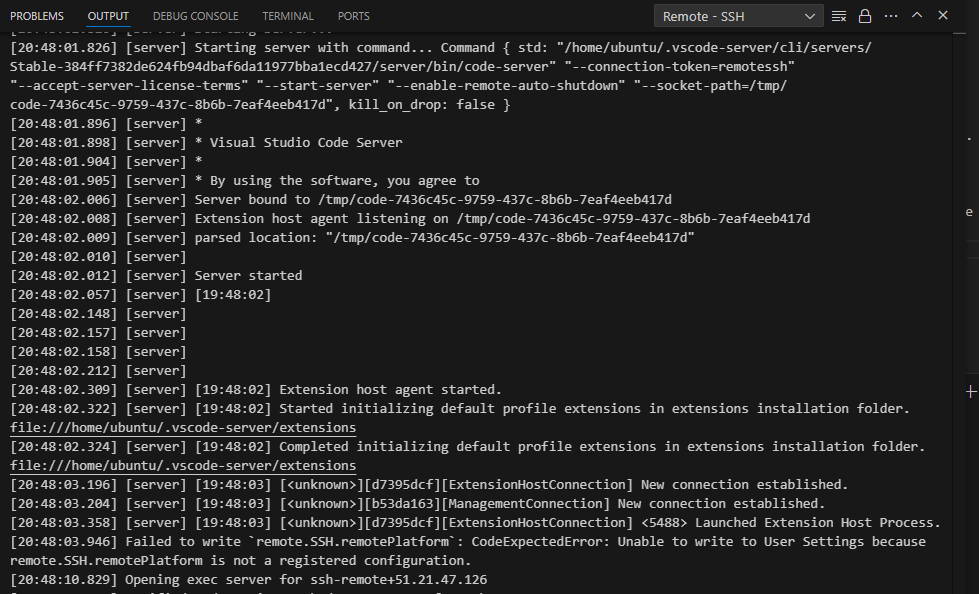 PROBLEMS OUTPUT DEBUG CONSOLE TERMINAL PORTS Remote - SSH
[20:48:01.826] [server] Starting server with command... Command { std: "/home/ubuntu/.vscode-server/cli/servers/
Stable-384ff7382de624fb94dbaf6da11977bba1ecd427/server/bin/code-server" "--connection-token=remotessh"
"--accept-server-license-terms" "--start-server" "--enable-remote-auto-shutdown" "--socket-path=/tmp/
code-7436c45c-9759-437c-8b6b-7eaf4eeb417d", kill_on_drop: false }
[20:48:01.896] [server] *
[20:48:01.898] [server] * Visual Studio Code Server
[20:48:01.904] [server] *
[20:48:01.905] [server] * By using the software, you agree to
[20:48:02.006] [server] Server bound to /tmp/code-7436c45c-9759-437c-8b6b-7eaf4eeb417d
[20:48:02.008] [server] Extension host agent listening on /tmp/code-7436c45c-9759-437c-8b6b-7eaf4eeb417d
[20:48:02.009] [server] parsed location: "/tmp/code-7436c45c-9759-437c-8b6b-7eaf4eeb417d"
[20:48:02.010] [server]
[20:48:02.012] [server] Server started
[20:48:02.057] [server] [19:48:02]
[20:48:02.148] [server]
[20:48:02.157] [server]
[20:48:02.158] [server]
[20:48:02.212] [server]
[20:48:02.309] [server] [19:48:02] Extension host agent started.
[20:48:02.322] [server] [19:48:02] Started initializing default profile extensions in extensions installation folder.
file:///home/ubuntu/.vscode-server/extensions
[20:48:02.324] [server] [19:48:02] Completed initializing default profile extensions in extensions installation folder.
file:///home/ubuntu/.vscode-server/extensions
[20:48:03.196] [server] [19:48:03] [<unknown>][d7395dcf][ExtensionHostConnection] New connection established.
[20:48:03.204] [server] [19:48:03] [<unknown>][b53da163][ManagementConnection] New connection established.
[20:48:03.358] [server] [19:48:03] [<unknown>][d7395dcf][ExtensionHostConnection] <5488> Launched Extension Host Process.
[20:48:03.946] Failed to write `remote.SSH.remotePlatform`: CodeExpectedError: Unable to write to User Settings because
remote.SSH.remotePlatform is not a registered configuration.
[20:48:10.829] Opening exec server for ssh-remote+51.21.47.126